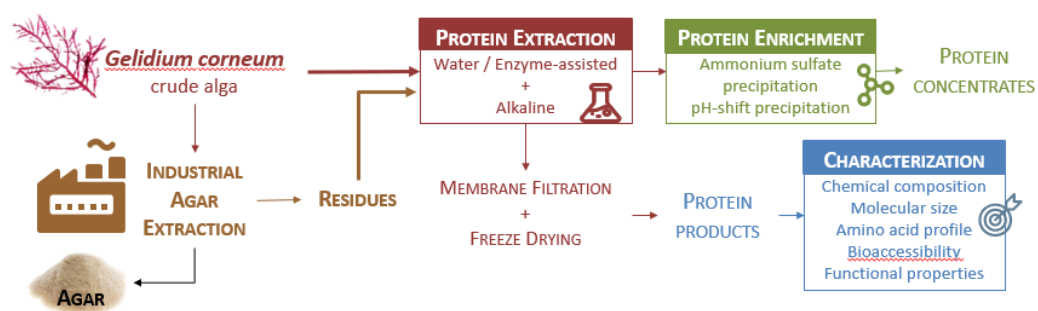 Gelidium corneum
crude alga
INDUSTRIAL
AGAR
EXTRACTION
AGAR
RESIDUES
PROTEIN EXTRACTION
Water / Enzyme-assisted
+
Alkaline
MEMBRANE FILTRATION
+
FREEZE DRYING
PROTEIN ENRICHMENT
Ammonium sulfate
precipitation
pH-shift precipitation
PROTEIN
CONCENTRATES
PROTEIN
PRODUCTS
CHARACTERIZATION
Chemical composition
Molecular size
Amino acid profile
Bioaccessibility
Functional properties